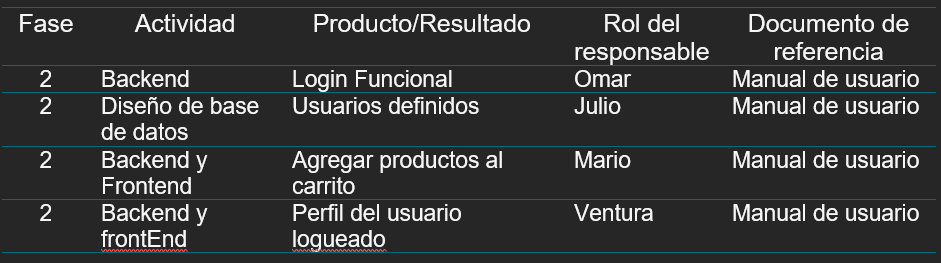 Fase Actividad Producto/Resultado Rol del responsable Documento de referencia
2 Backend Login Funcional Omar Manual de usuario
2 Diseño de base de datos Usuarios definidos Julio Manual de usuario
2 Backend y Frontend Agregar productos al carrito Mario Manual de usuario
2 Backend y frontEnd Perfil del usuario logueado Ventura Manual de usuario